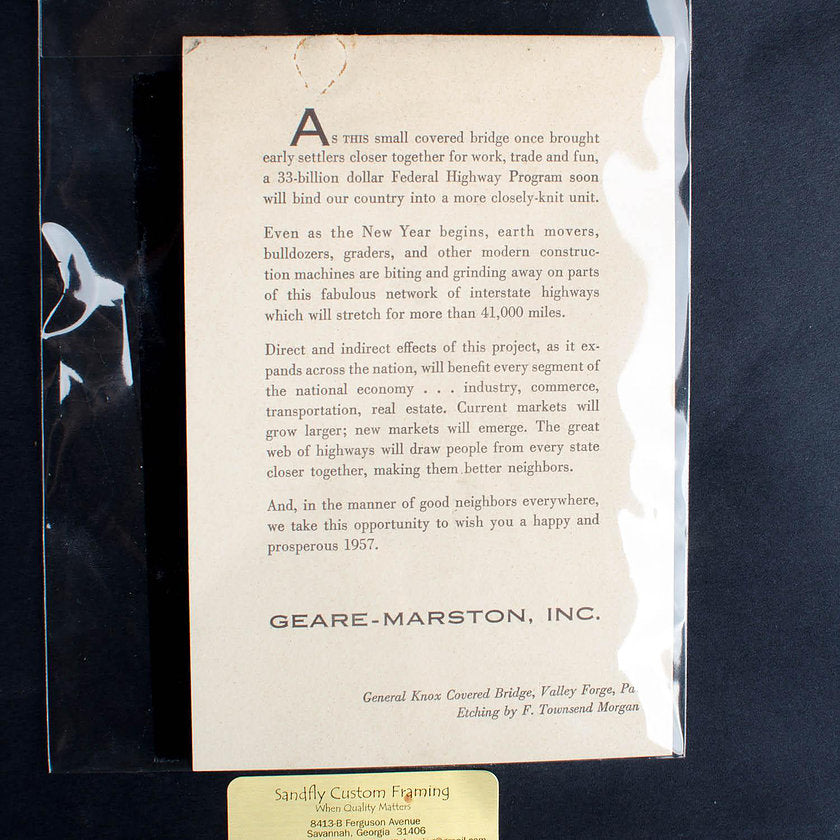 As this small covered bridge once brought
early settlers closer together for work, trade and fun,
a 33-billion dollar Federal Highway Program soon
will bind our country into a more closely-knit unit.
Even as the New Year begins, earth movers,
bulldozers, graders, and other modern construc-
tion machines are biting and grinding away on parts
of this fabulous network of interstate highways
which will stretch for more than 41,000 miles.
Direct and indirect effects of this project, as it ex-
pands across the nation, will benefit every segment of
the national economy . . . industry, commerce,
transportation, real estate. Current markets will
grow larger; new markets will emerge. The great
web of highways will draw people from every state
closer together, making them better neighbors.
And, in the manner of good neighbors everywhere,
we take this opportunity to wish you a happy and
prosperous 1957.
GEARE-MARSTON, INC.
General Knox Covered Bridge, Valley Forge, Pa
Etching by F. Townsend Morgan
Sandfly Custom Framing
When Quality Matters
8413-B Ferguson Avenue
Savannah, Georgia 31406